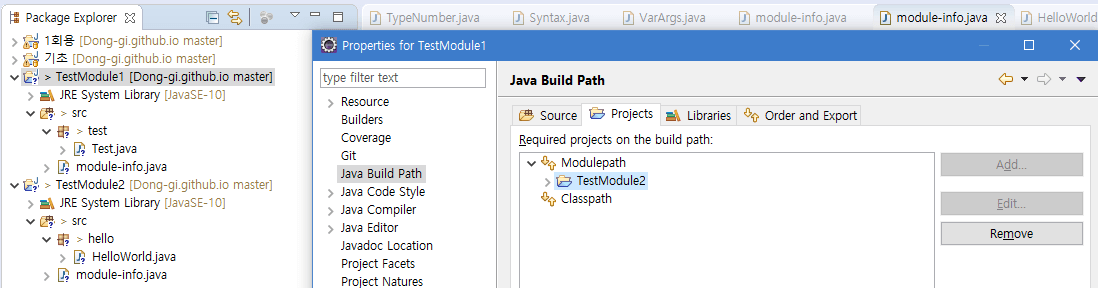 Package Explorer
1회용 [Dong-gi.github.io master]
기초 [Dong-gi.github.io master]
> TestModule1 [Dong-gi.github.io master]
JRE System Library [JavaSE-10]
> src
> test
> Test.java
> module-info.java
> TestModule2 [Dong-gi.github.io master]
JRE System Library [JavaSE-10]
> src
> hello
> HelloWorld.java
> module-info.java
TypeNumber.java
Syntax.java
VarArgs.java
module-info.java
module-info.java
HelloWorld
Properties for TestModule1
type filter text
Resource
Builders
Coverage
Git
Java Build Path
Java Code Style
Java Compiler
Java Editor
Javadoc Location
Project Facets
Project Natures
Java Build Path
Source
Projects
Libraries
Order and Export
Required projects on the build path:
Modulepath
TestModule2
Classpath
Add...
Edit...
Remove